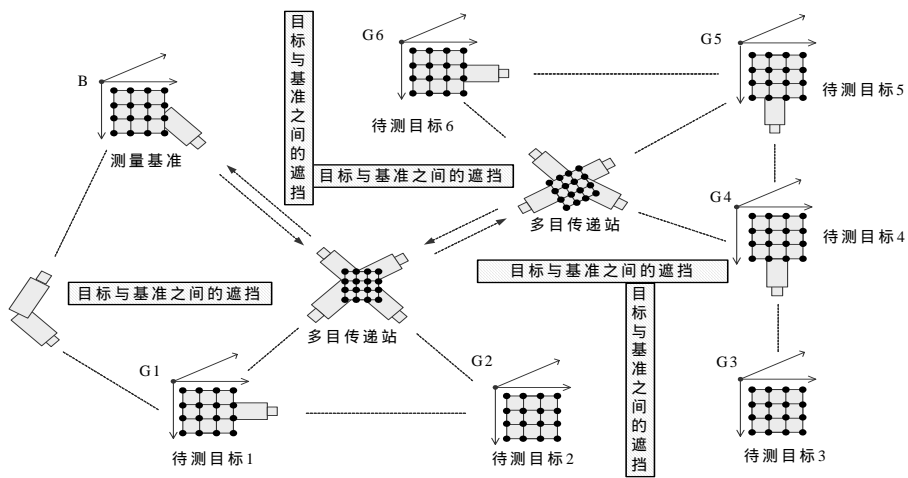 G6
G5
目标与基准之间的遮挡
B
待测目标5
待测目标6
测量基准
目标与基准之间的遮挡
G4
多目传递站
待测目标4
目标与基准之间的遮挡
目标与基准之间的遮挡
目标与基准之间的遮挡
多目传递站
G1
G2
G3
待测目标1
待测目标2
待测目标3